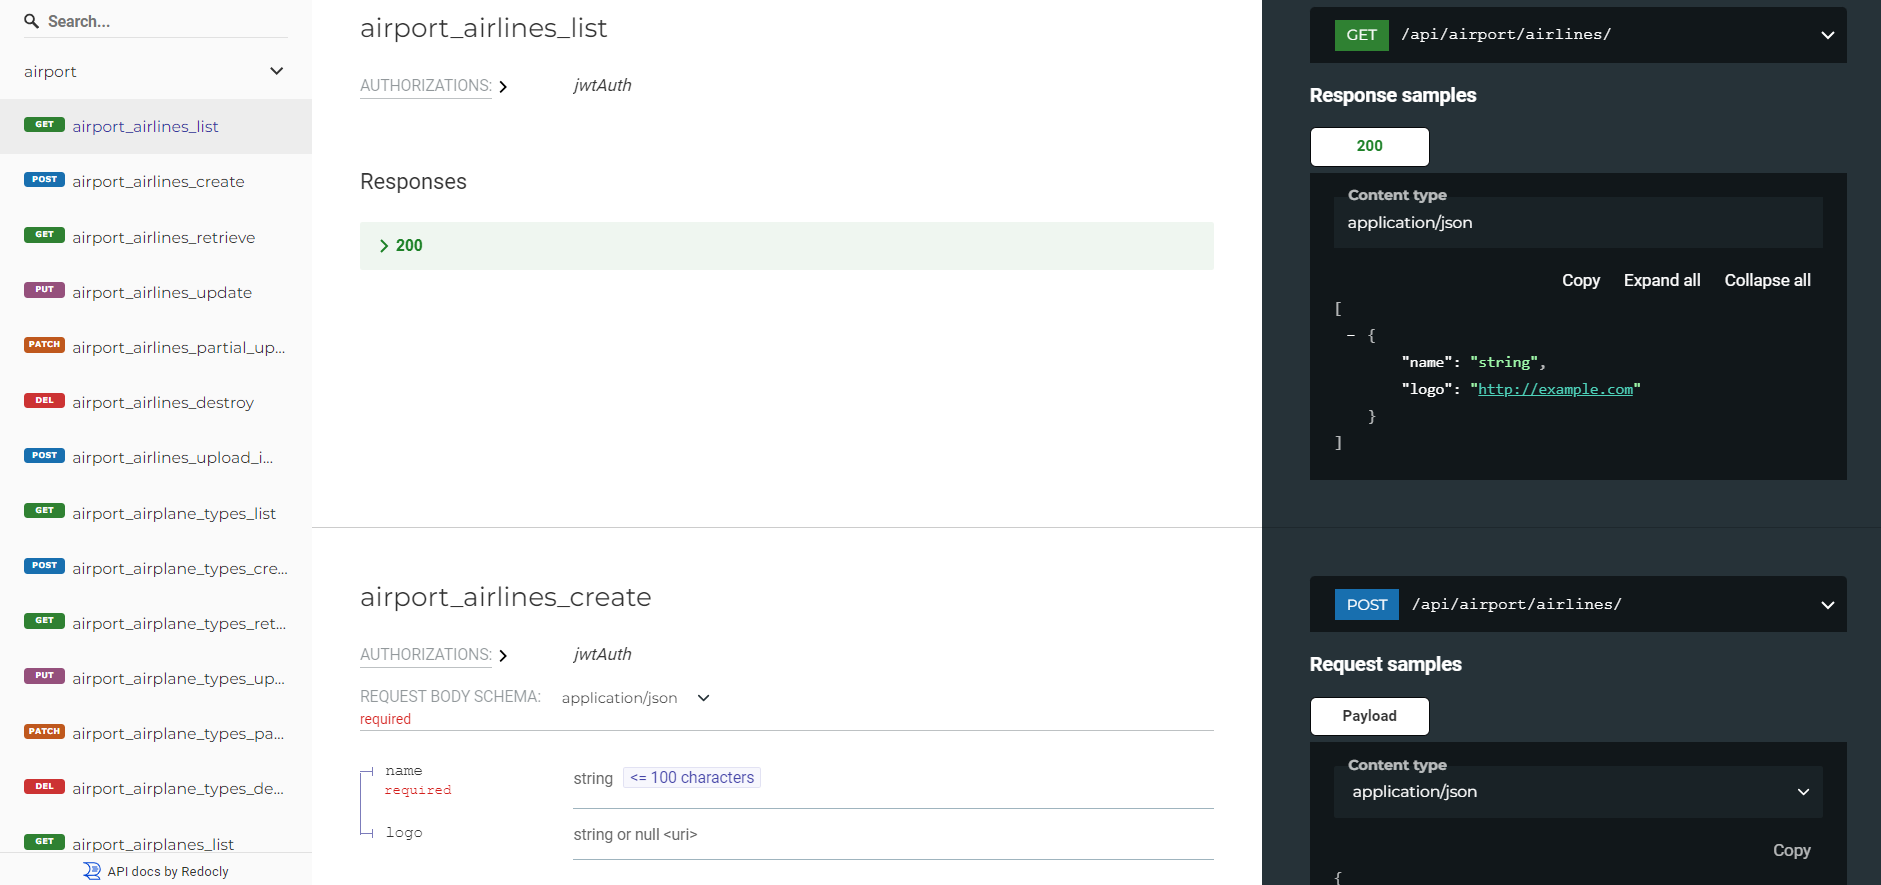 Search...
airport
GET airport_airlines_list
POST airport_airlines_create
GET airport_airlines_retrieve
PUT airport_airlines_update
PATCH airport_airlines_partial_up...
DEL airport_airlines_destroy
POST airport_airlines_upload_i...
GET airport_airplane_types_list
POST airport_airplane_types_cre...
GET airport_airplane_types_ret...
PUT airport_airplane_types_up...
PATCH airport_airplane_types_pa...
DEL airport_airplane_types_de...
GET airport_airplanes_list
API docs by Redocly
airport_airlines_list
AUTHORIZATIONS: jwtAuth
Responses
200
airport_airlines_create
AUTHORIZATIONS: jwtAuth
REQUEST BODY SCHEMA: application/json
required
name
required
string <= 100 characters
logo
string or null <uri>
GET /api/airport/airlines/
Response samples
200
Content type
application/json
Copy Expand all Collapse all
[
- {
"name": "string",
"logo": "http://example.com"
}
]
POST /api/airport/airlines/
Request samples
Payload
Content type
application/json
Copy
{